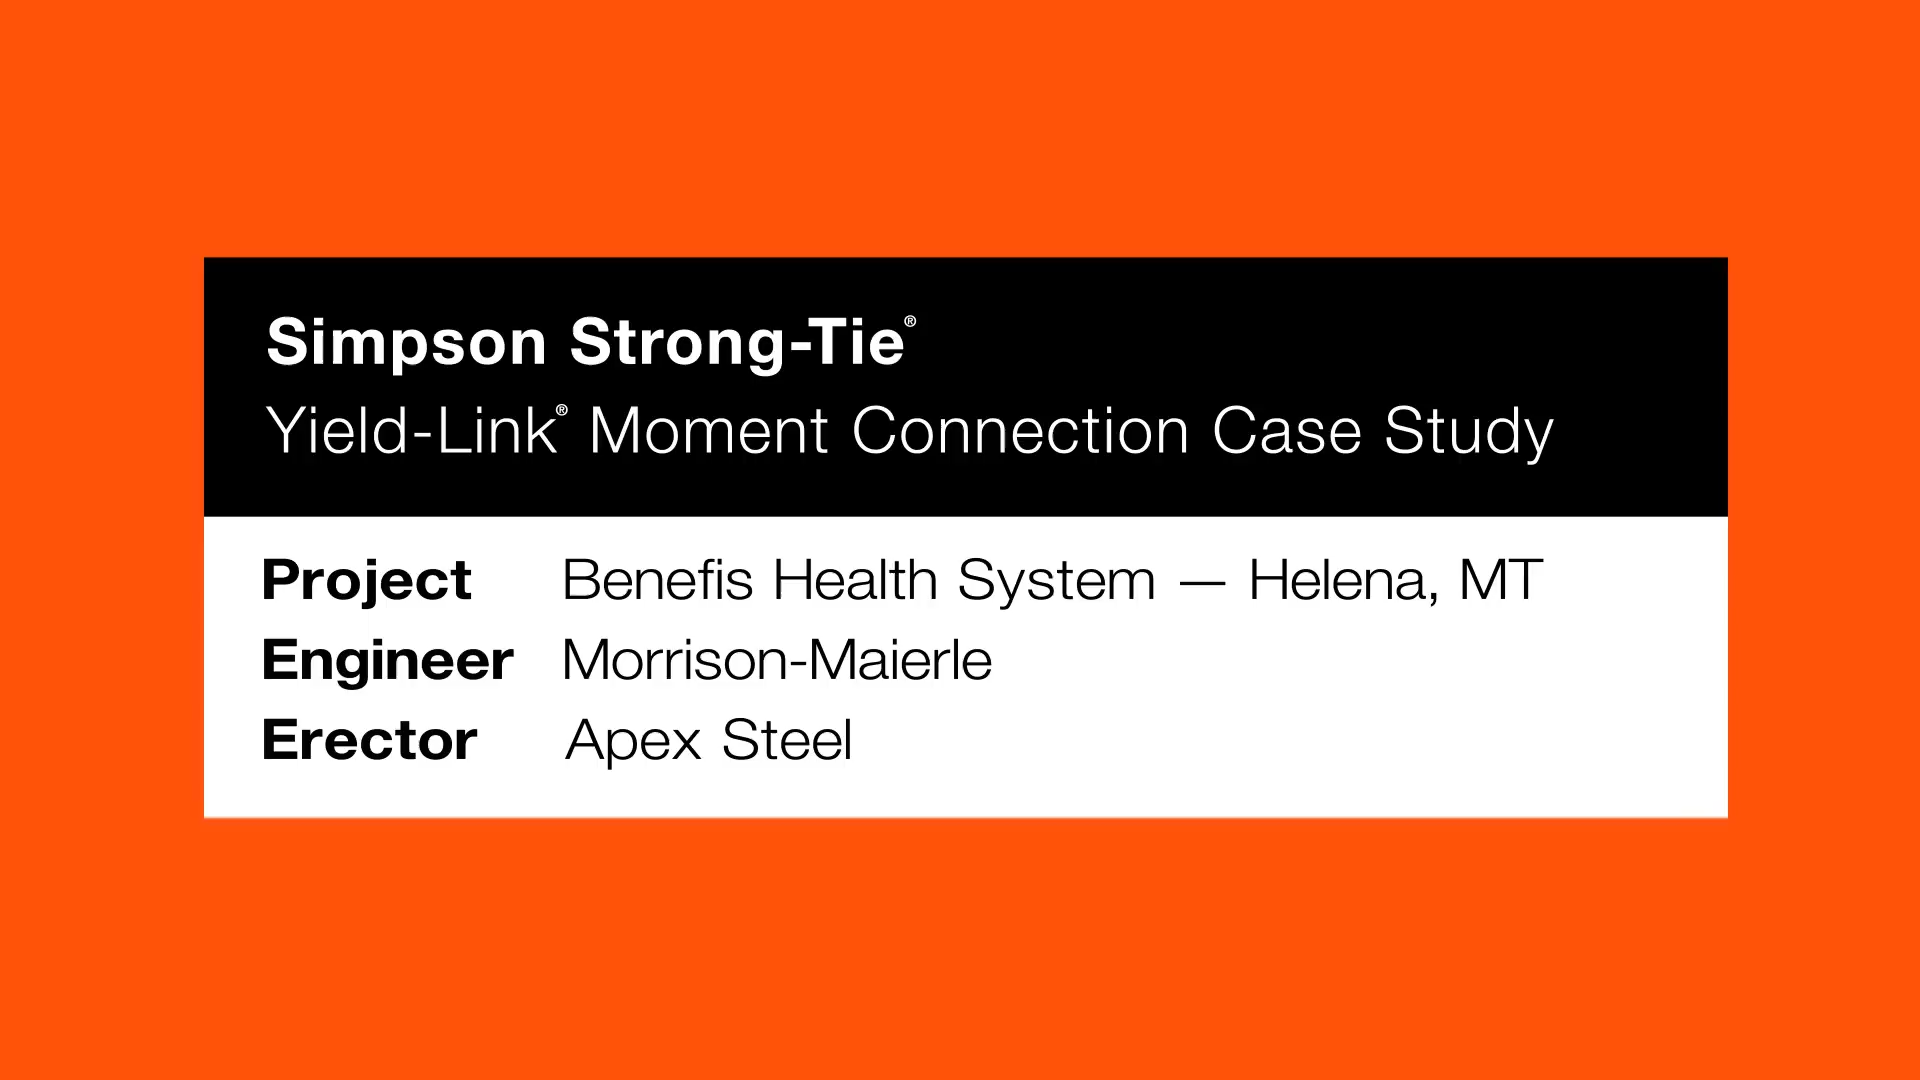 Simpson Strong-Tie®
Yield-Link® Moment Connection Case Study
Project Benefis Health System — Helena, MT
Engineer Morrison-Maierle
Erector Apex Steel